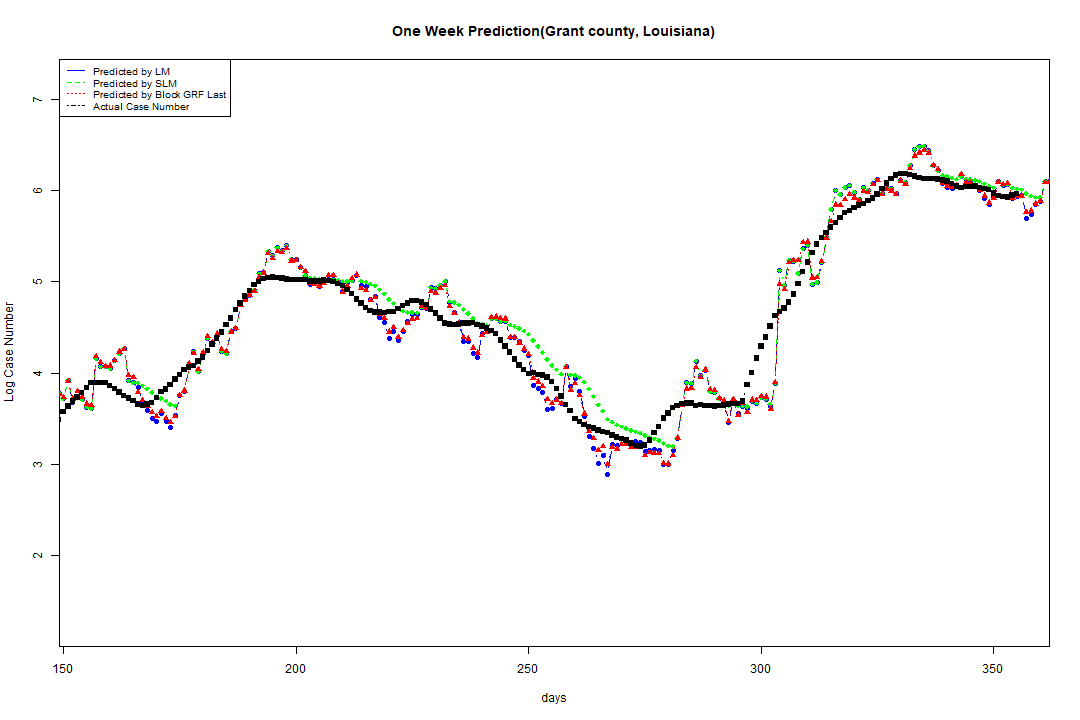 One Week Prediction(Grant county, Louisiana)
Predicted by LM
Predicted by SLM
Predicted by Block GRF Last
Actual Case Number
7
6
5
4
3
2
Log Case Number
150 200 250 300 350
days